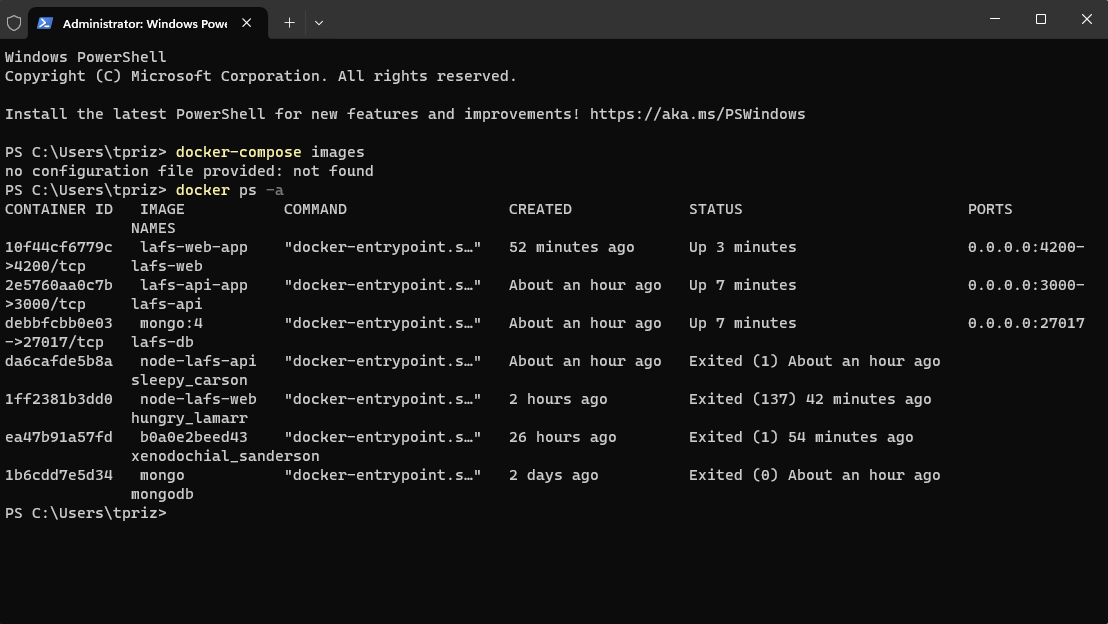 Administrator: Windows Powe
Windows PowerShell
Copyright (C) Microsoft Corporation. All rights reserved.
Install the latest PowerShell for new features and improvements! https://aka.ms/PSWindows
PS C:\Users\tpriz> docker-compose images
no configuration file provided: not found
PS C:\Users\tpriz> docker ps -a
CONTAINER ID   IMAGE           COMMAND                  CREATED             STATUS                         PORTS
              NAMES
10f44cf6779c   lafs-web-app    "docker-entrypoint.s…"   52 minutes ago      Up 3 minutes                   0.0.0.0:4200-
>4200/tcp     lafs-web
2e5760aa0c7b   lafs-api-app    "docker-entrypoint.s…"   About an hour ago   Up 7 minutes                   0.0.0.0:3000-
>3000/tcp     lafs-api
debbfcbb0e03   mongo:4         "docker-entrypoint.s…"   About an hour ago   Up 7 minutes                   0.0.0.0:27017
->27017/tcp   lafs-db
da6cafde5b8a   node-lafs-api   "docker-entrypoint.s…"   About an hour ago   Exited (1) About an hour ago
              sleepy_carson
1ff2381b3dd0   node-lafs-web   "docker-entrypoint.s…"   2 hours ago         Exited (137) 42 minutes ago
              hungry_lamarr
ea47b91a57fd   b0a0e2beed43    "docker-entrypoint.s…"   26 hours ago        Exited (1) 54 minutes ago
              xenodochial_sanderson
1b6cdd7e5d34   mongo           "docker-entrypoint.s…"   2 days ago          Exited (0) About an hour ago
              mongodb
PS C:\Users\tpriz>